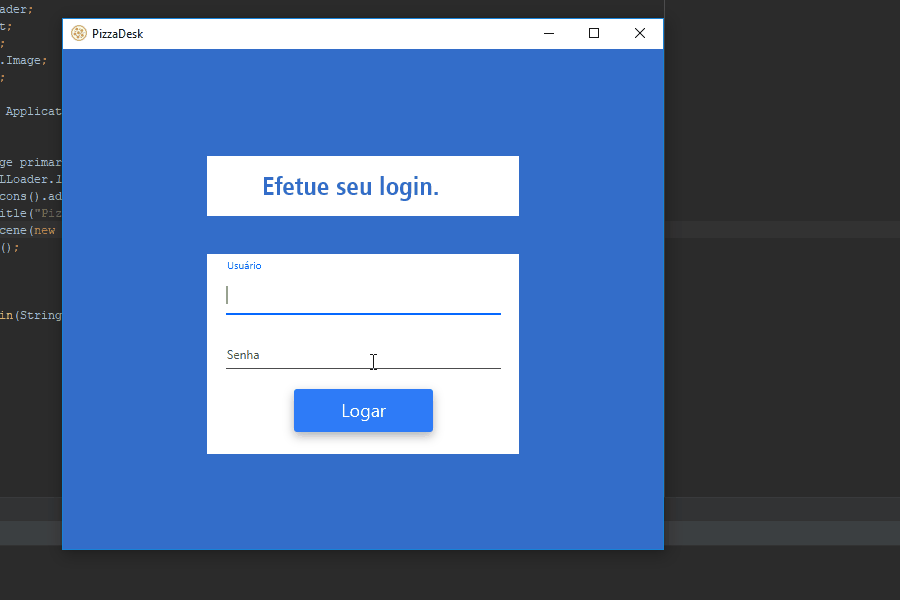 ader;
t;
;
.Image;
;
Applicat
ge primar
LLoader.l
cons().ad
itle("Piz
cene(new
();
in(String
PizzaDesk
Efetue seu login.
Usuário
Senha
Logar